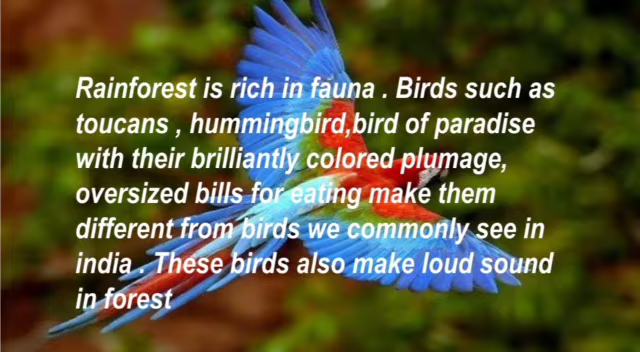 Rainforest is rich in fauna . Birds such as
toucans , hummingbird,bird of paradise
with their brilliantly colored plumage,
oversized bills for eating make them
different from birds we commonly see in
india . These birds also make loud sound
in forest